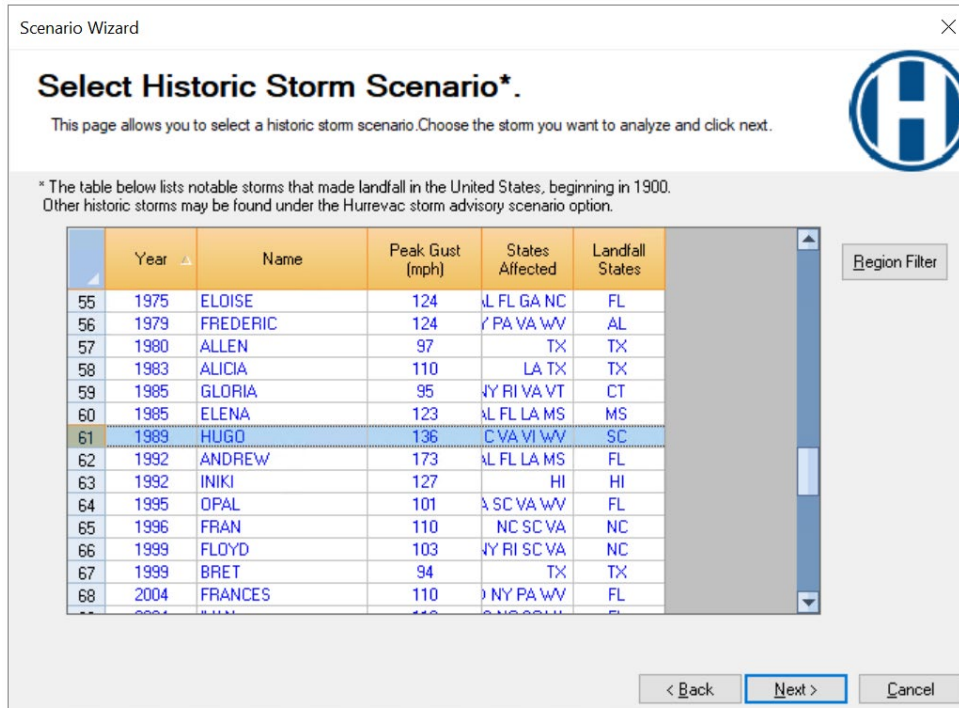 Scenario Wizard
Select Historic Storm Scenario*.
This page allows you to select a historic storm scenario.Choose the storm you want to analyze and click next.
* The table below lists notable storms that made landfall in the United States, beginning in 1900.
Other historic storms may be found under the Hurrevac storm advisory scenario option.
Year Name Peak Gust (mph) States Affected Landfall States
55 1975 ELOISE 124 FL GA NC FL
56 1979 FREDERIC 124 PA VA WV AL
57 1980 ALLEN 97 TX TX
58 1983 ALICIA 110 LA TX TX
59 1985 GLORIA 95 RI VA VT CT
60 1985 ELENA 123 FL LA MS MS
61 1989 HUGO 136 VA VI WV SC
62 1992 ANDREW 173 FL LA MS FL
63 1992 INIKI 127 HI HI
64 1995 OPAL 101 SC VA WV FL
65 1996 FRAN 110 NC SC VA NC
66 1999 FLOYD 103 RI SC VA NC
67 1999 BRET 94 TX TX
68 2004 FRANCES 110 NY PA WV FL
Region Filter
< Back Next > Cancel